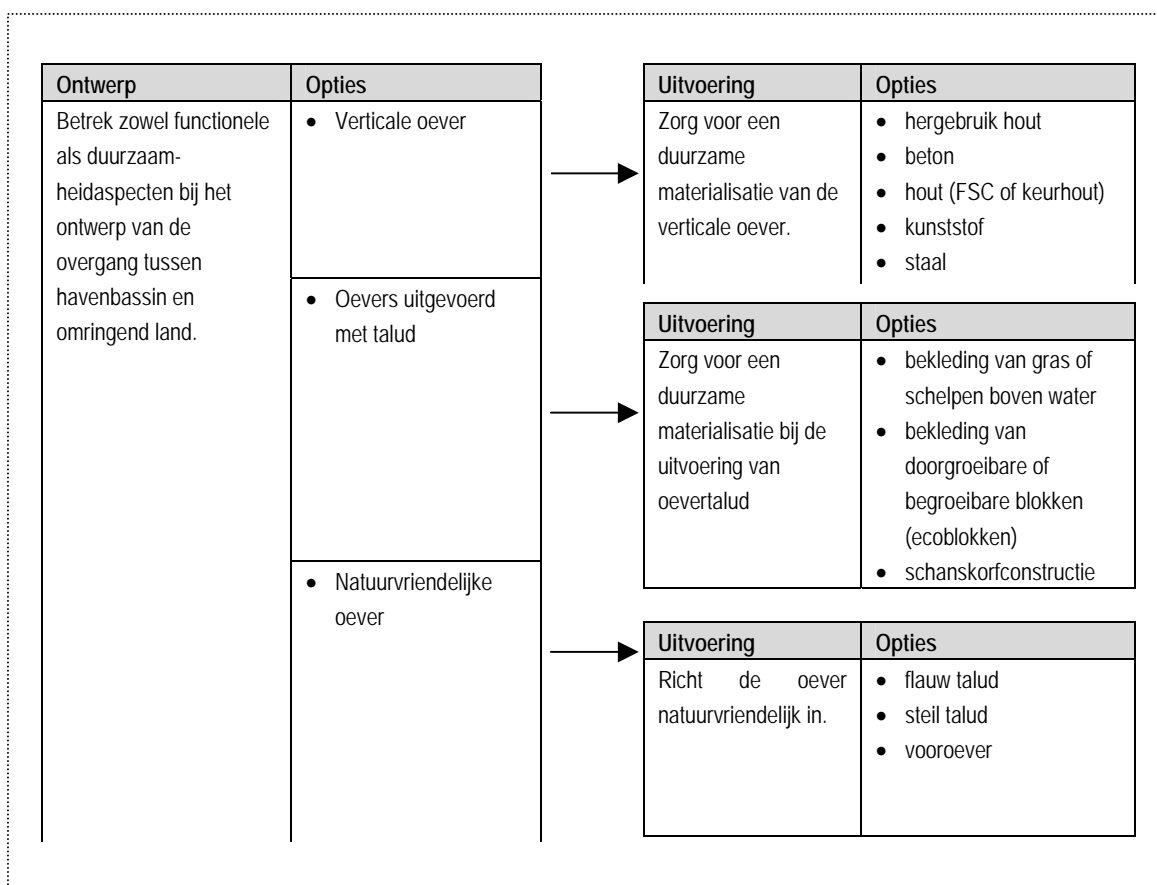 Ontwerp
Opties
Betrek zowel functionele
als duurzaam-
heidaspecten bij het
ontwerp van de
overgang tussen
havenbassin en
omringend land.
• Verticale oever
• Oevers uitgevoerd
met talud
• Natuurvriendelijke
oever
Uitvoering
Opties
Zorg voor een
duurzame
materialisatie van de
verticale oever.
• hergebruik hout
• beton
• hout (FSC of keurhout)
• kunststof
• staal
Uitvoering
Opties
Zorg voor een
duurzame
materialisatie bij de
uitvoering van
oevertalud
• bekleding van gras of
schelpen boven water
• bekleding van
doorgroeibare of
begroeibare blokken
(ecoblokken)
• schanskorfconstructie
Uitvoering
Opties
Richt de oever
natuurvriendelijk in.
• flauw talud
• steil talud
• vooroever